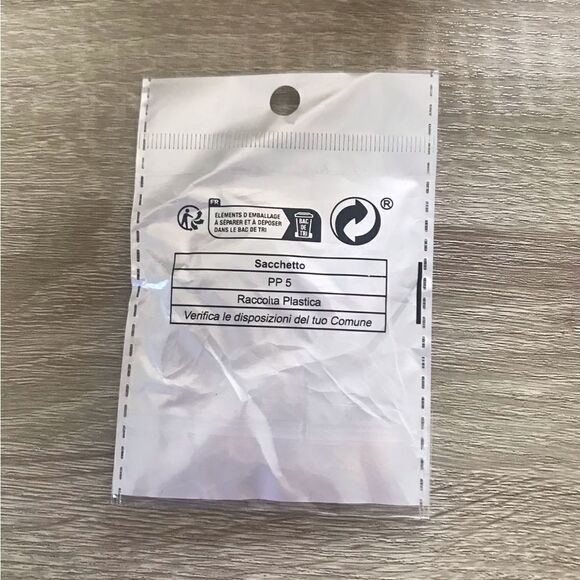 FR
ÉLÉMENTS D'EMBALLAGE
À SÉPARER ET À DÉPOSER
DANS LE BAC DE TRI
BAC
DE
TRI
®
Sacchetto
PP 5
Raccolta Plastica
Verifica le disposizioni del tuo Comune